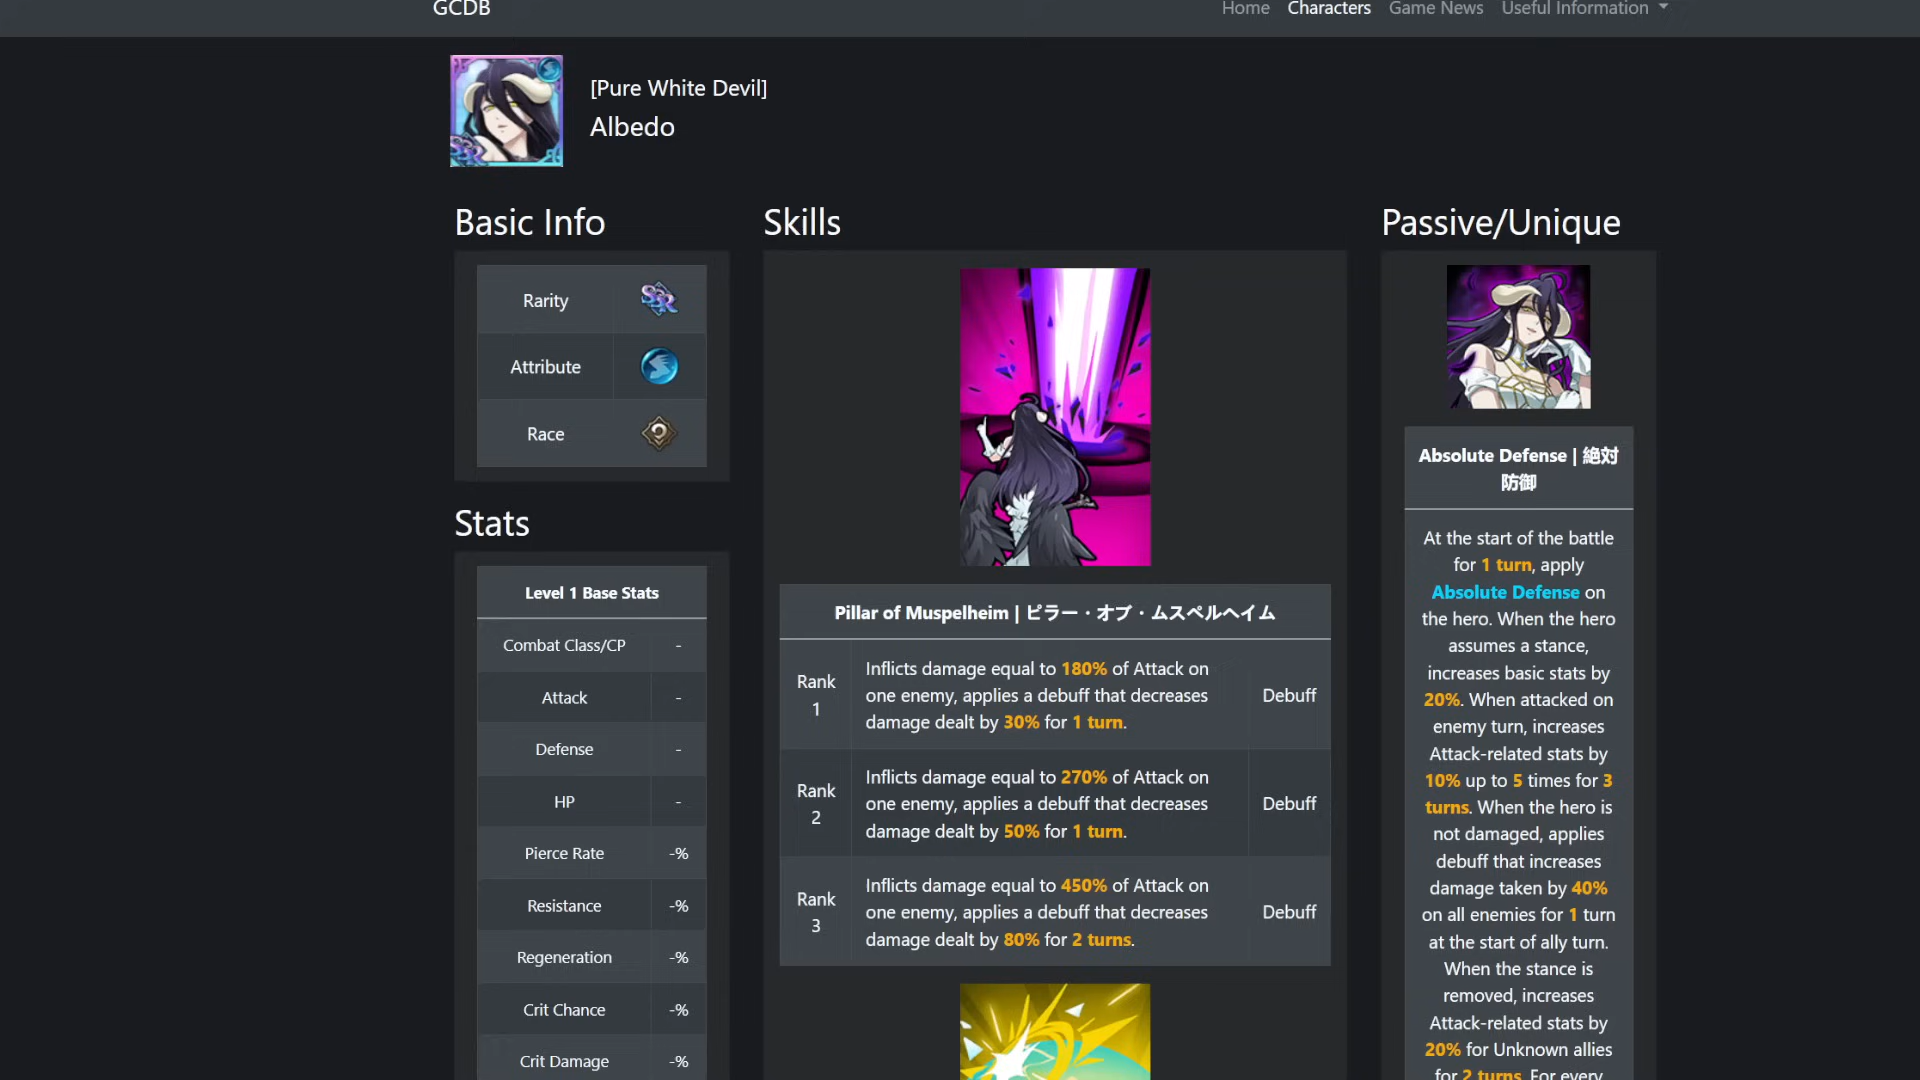 GCDB
Home Characters Game News Useful Information
[Pure White Devil]
Albedo
Basic Info
Rarity
Attribute
Race
Stats
Level 1 Base Stats
Combat Class/CP -
Attack -
Defense -
HP -
Pierce Rate -%
Resistance -%
Regeneration -%
Crit Chance -%
Crit Damage -%
Skills
Pillar of Muspelheim | ピラー・オブ・ムスペルヘイム
Rank 1
Inflicts damage equal to 180% of Attack on
one enemy, applies a debuff that decreases
damage dealt by 30% for 1 turn.
Debuff
Rank 2
Inflicts damage equal to 270% of Attack on
one enemy, applies a debuff that decreases
damage dealt by 50% for 1 turn.
Debuff
Rank 3
Inflicts damage equal to 450% of Attack on
one enemy, applies a debuff that decreases
damage dealt by 80% for 2 turns.
Debuff
Passive/Unique
Absolute Defense | 絶対
防御
At the start of the battle
for 1 turn, apply
Absolute Defense on
the hero. When the hero
assumes a stance,
increases basic stats by
20%. When attacked on
enemy turn, increases
Attack-related stats by
10% up to 5 times for 3
turns. When the hero is
not damaged, applies
debuff that increases
damage taken by 40%
on all enemies for 1 turn
at the start of ally turn.
When the stance is
removed, increases
Attack-related stats by
20% for Unknown allies
for 2 turns. For every